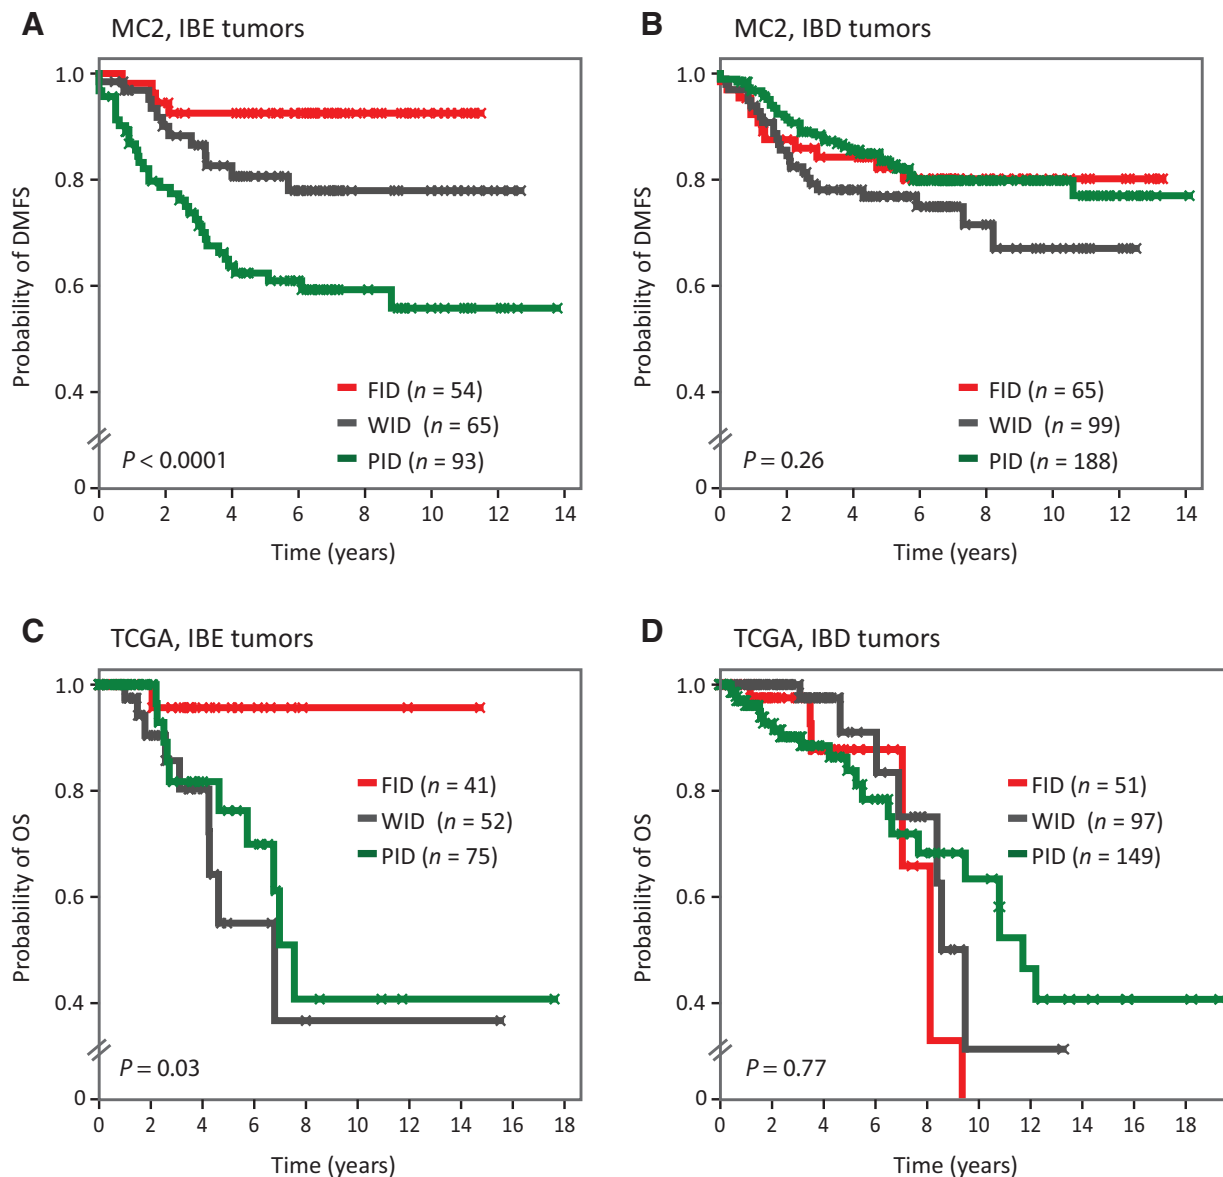 A
MC2, IBE tumors
1.0
0.8
0.6
0.4
0
Probability of DMFS
FID (n = 54)
WID (n = 65)
PID (n = 93)
P < 0.0001
0 2 4 6 8 10 12 14
Time (years)
B
MC2, IBD tumors
1.0
0.8
0.6
0.4
0
Probability of DMFS
FID (n = 65)
WID (n = 99)
PID (n = 188)
P = 0.26
0 2 4 6 8 10 12 14
Time (years)
C
TCGA, IBE tumors
1.0
0.8
0.6
0.4
0
Probability of OS
FID (n = 41)
WID (n = 52)
PID (n = 75)
P = 0.03
0 2 4 6 8 10 12 14 16 18
Time (years)
D
TCGA, IBD tumors
1.0
0.8
0.6
0.4
0
Probability of OS
FID (n = 51)
WID (n = 97)
PID (n = 149)
P = 0.77
0 2 4 6 8 10 12 14 16 18
Time (years)